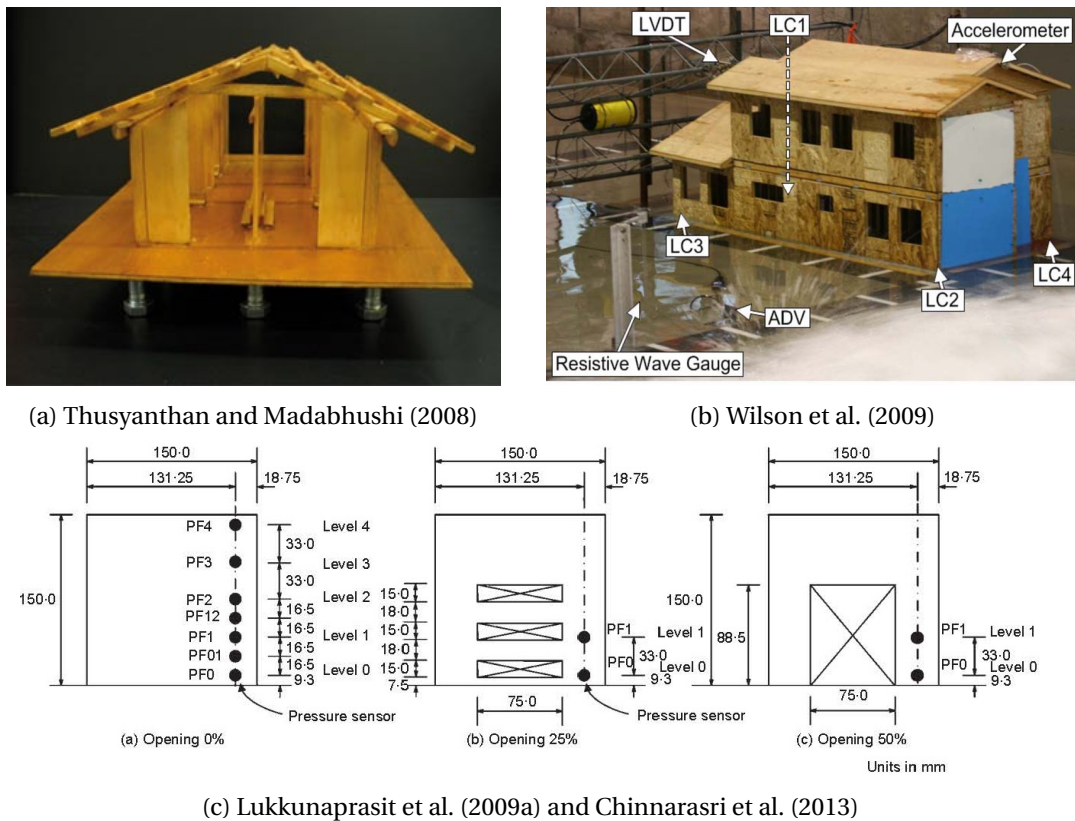 LVDT
LC1
Accelerometer
LC3
LC4
LC2
ADV
Resistive Wave Gauge
(a) Thusyanthan and Madabhushi (2008)
(b) Wilson et al. (2009)
150·0
131·25
18·75
PF4
Level 4
33·0
PF3
Level 3
33·0
150·0
PF2
Level 2
16·5
PF12
16·5
PF1
Level 1
16·5
PF01
16·5
PF0
Level 0
9·3
Pressure sensor
(a) Opening 0%
150·0
131·25
18·75
15·0
18·0
15·0
18·0
15·0
7·5
PF1
Level 1
33·0
PF0
Level 0
9·3
75·0
Pressure sensor
(b) Opening 25%
150·0
131·25
18·75
150·0
88·5
PF1
Level 1
33·0
PF0
Level 0
9·3
75·0
(c) Opening 50%
Units in mm
(c) Lukkunaprasit et al. (2009a) and Chinnarasri et al. (2013)